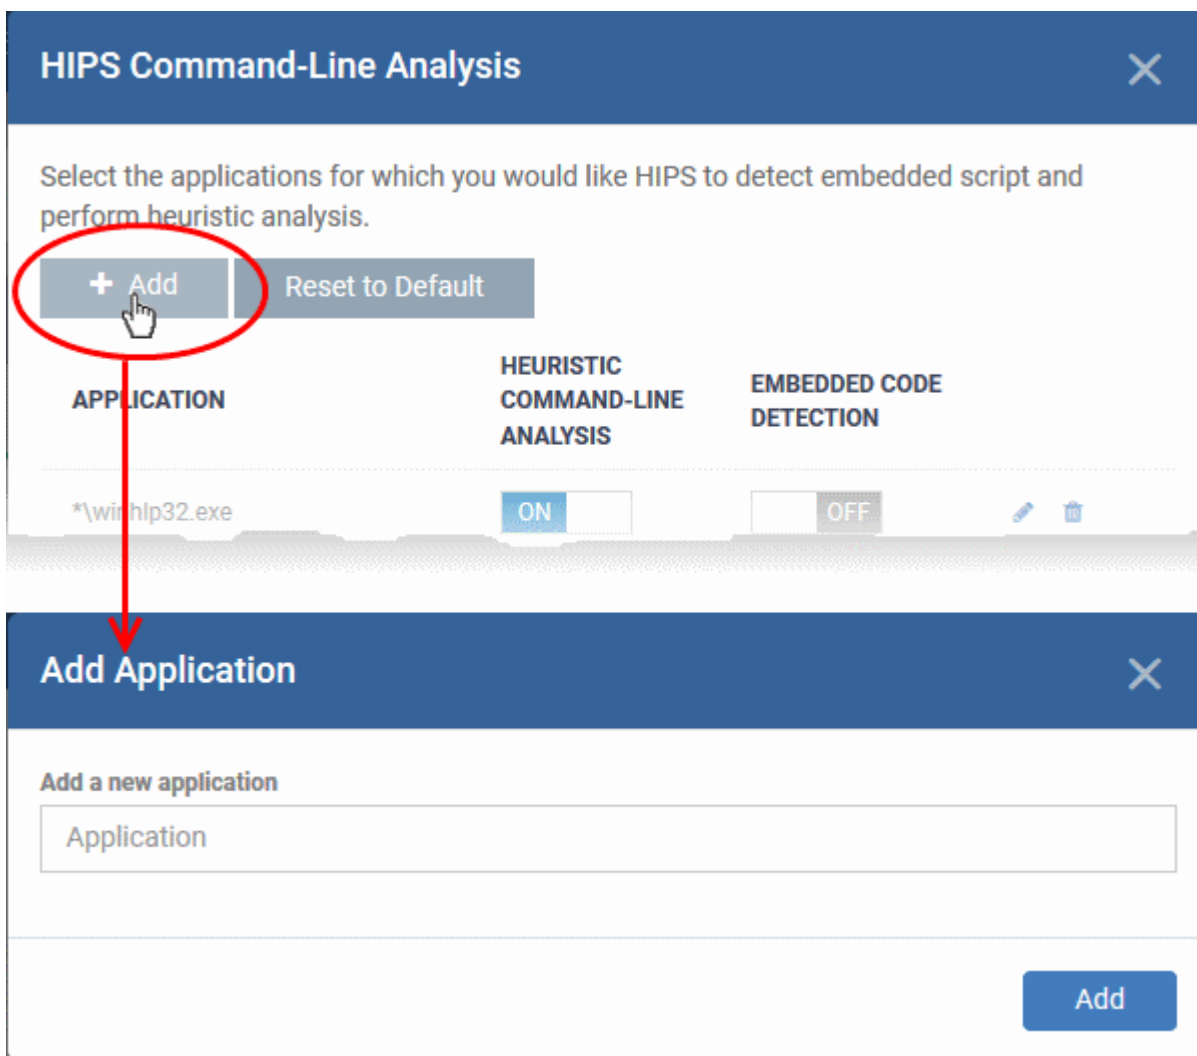 HIPS Command-Line Analysis
Select the applications for which you would like HIPS to detect embedded script and
perform heuristic analysis.
+ Add
Reset to Default
APPLICATION
HEURISTIC
COMMAND-LINE
ANALYSIS
EMBEDDED CODE
DETECTION
*\winhlp32.exe
ON
OFF
Add Application
Add a new application
Application
Add